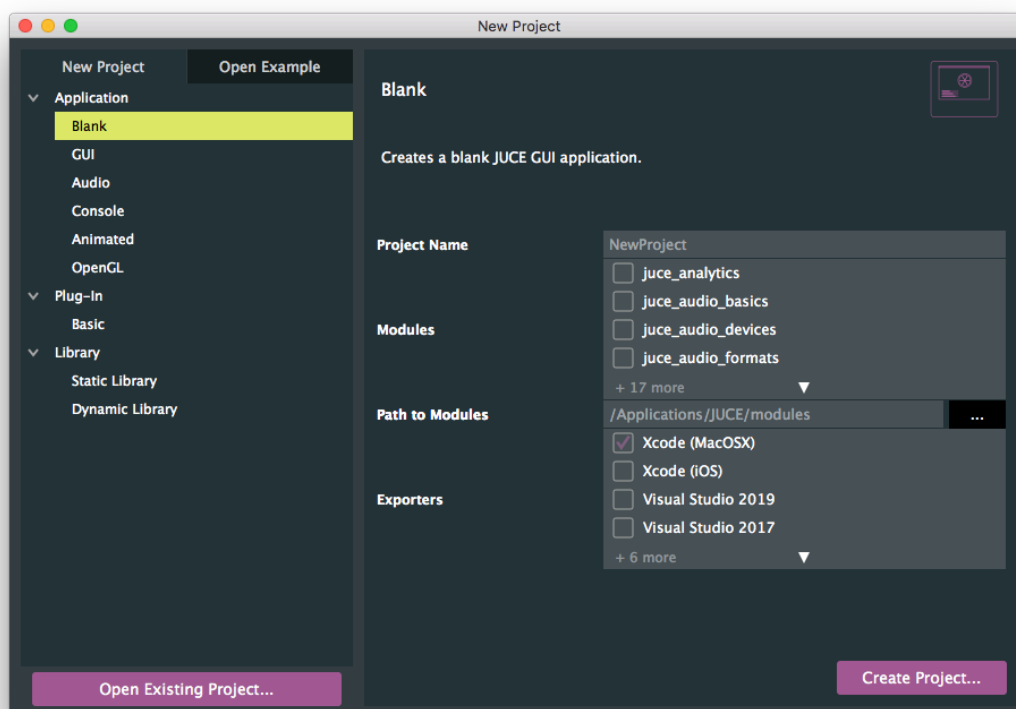 New Project
New Project
Open Example
Application
Blank
GUI
Audio
Console
Animated
OpenGL
Plug-In
Basic
Library
Static Library
Dynamic Library
Open Existing Project...
Blank
Creates a blank JUCE GUI application.
Project Name
NewProject
Modules
juce_analytics
juce_audio_basics
juce_audio_devices
juce_audio_formats
+ 17 more
Path to Modules
/Applications/JUCE/modules
...
Exporters
Xcode (MacOSX)
Xcode (iOS)
Visual Studio 2019
Visual Studio 2017
+ 6 more
Create Project...